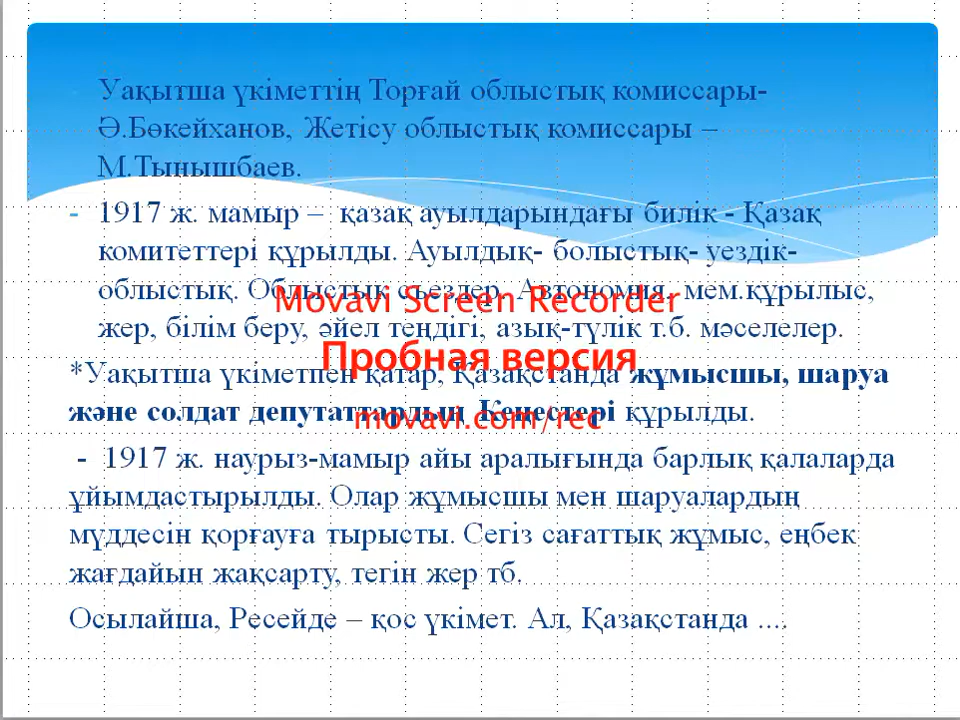 - Уақытша үкіметтің Торғай облыстық комиссары-
Ә.Бөкейханов, Жетісу облыстық комиссары –
М.Тынышбаев.
- 1917 ж. мамыр – қазақ ауылдарындағы билік - Қазақ
комитеттері құрылды. Ауылдық- болыстық- уездік-
облыстық. Облыстық съездер. Автономия, мем.құрылыс,
Movavi Screen Recorder
жер, білім беру, әйел теңдігі, азық-түлік т.б. мәселелер.
Пробная версия
*Уақытша үкіметпен қатар, Қазақстанда жұмысшы, шаруа
және солдат депутаттардың Кеңестері құрылды.
movavi.com/rec
- 1917 ж. наурыз-мамыр айы аралығында барлық қалаларда
ұйымдастырылды. Олар жұмысшы мен шаруалардың
мүддесін қорғауға тырысты. Сегіз сағаттық жұмыс, еңбек
жағдайын жақсарту, тегін жер тб.
Осылайша, Ресейде – қос үкімет. Ал, Қазақстанда ....